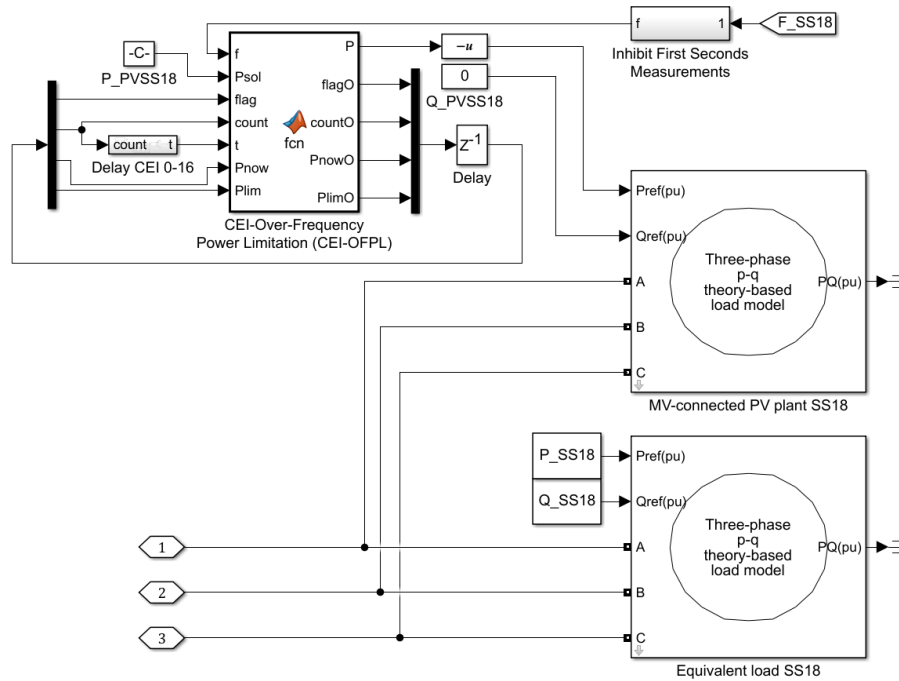 f
1
F_SS18
Inhibit First Seconds
Measurements
-C-
P_PVSS18
f
Psol
flag
count
t
Pnow
Plim
fcn
P
flagO
countO
PnowO
PlimO
CEI-Over-Frequency
Power Limitation (CEI-OFPL)
count
t
Delay CEI 0-16
-u
0
Q_PVSS18
Z-1
Delay
Pref(pu)
Qref(pu)
A
B
C
Three-phase
p-q
theory-based
load model
PQ(pu)
MV-connected PV plant SS18
P_SS18
Q_SS18
Pref(pu)
Qref(pu)
A
B
C
Three-phase
p-q
theory-based
load model
PQ(pu)
Equivalent load SS18
1
2
3